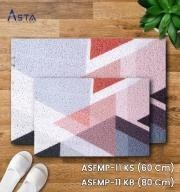 ASTA
ASFMP-11 KS (60 Cm)
ASFMP-11 KB (80 Cm)